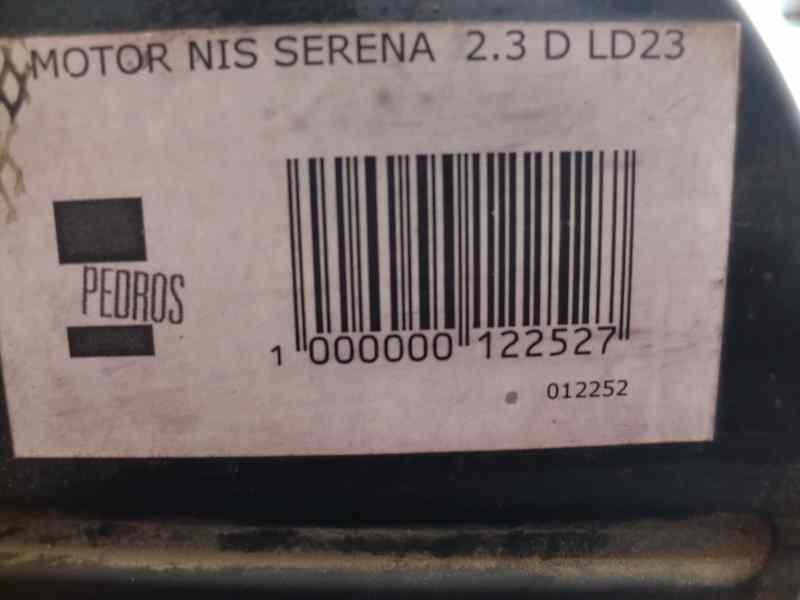 MOTOR NIS SERENA 2.3 D LD23
PEDROS
1 000000 122527
012252